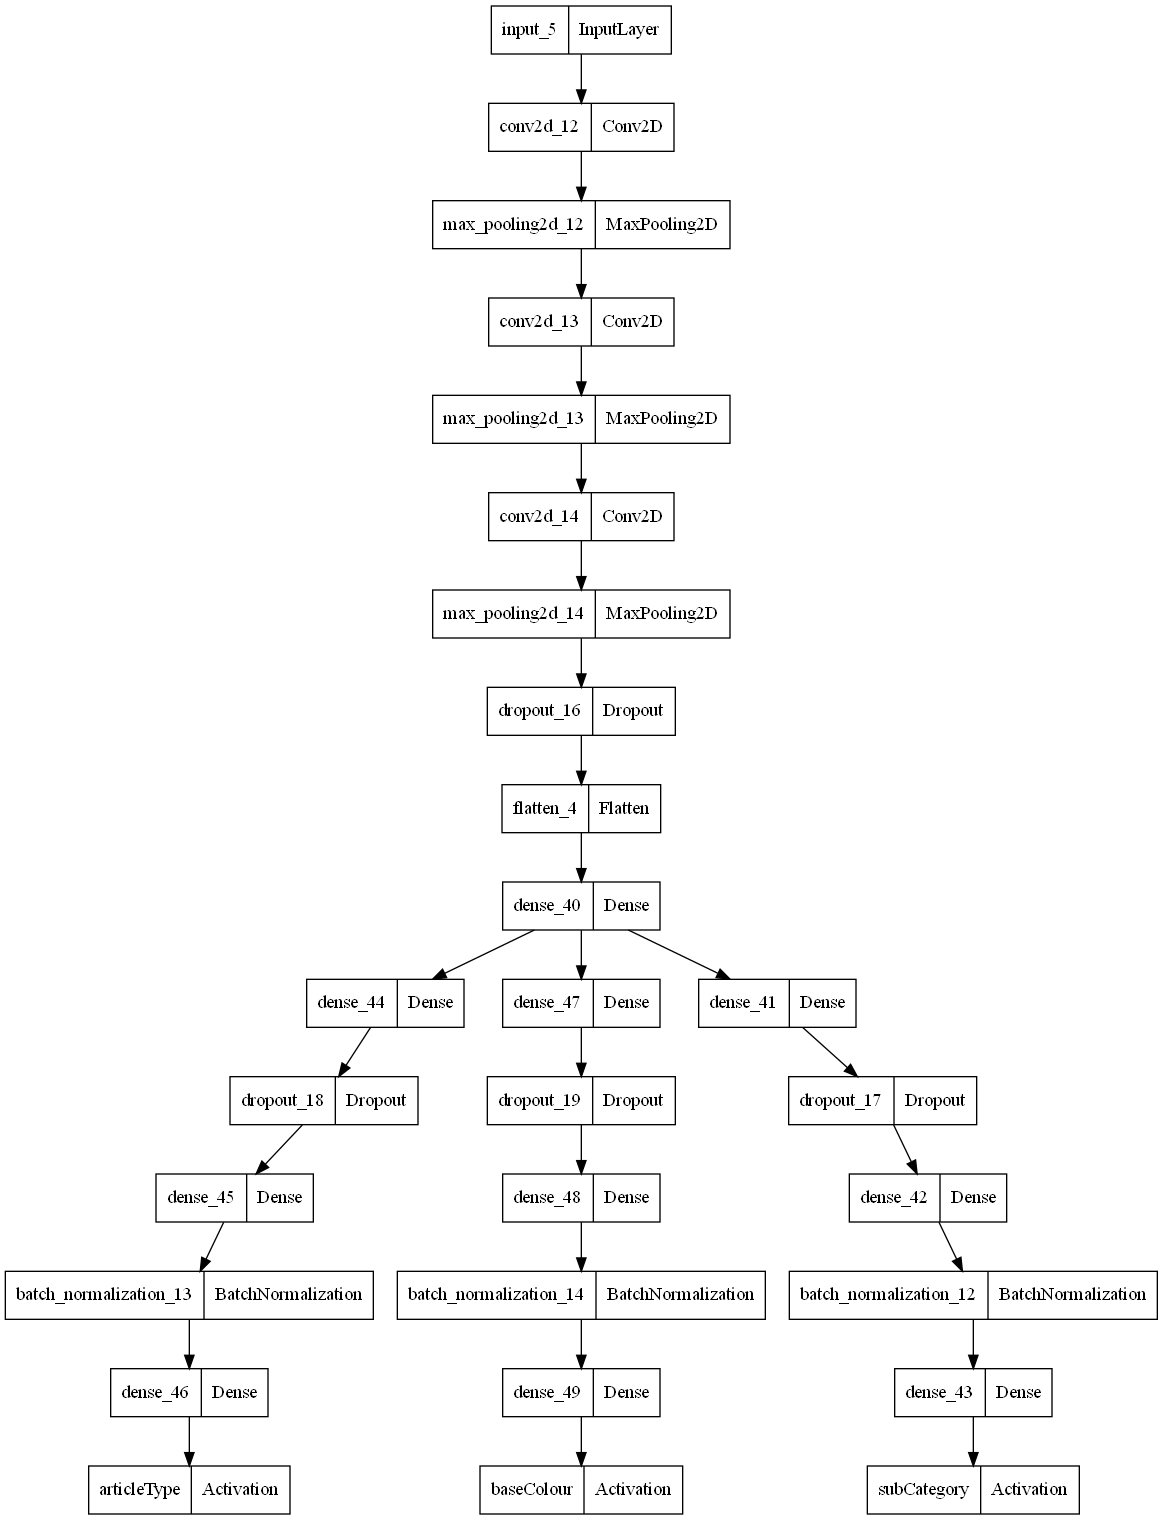 input_5 InputLayer
conv2d_12 Conv2D
max_pooling2d_12 MaxPooling2D
conv2d_13 Conv2D
max_pooling2d_13 MaxPooling2D
conv2d_14 Conv2D
max_pooling2d_14 MaxPooling2D
dropout_16 Dropout
flatten_4 Flatten
dense_40 Dense
dense_44 Dense dense_47 Dense dense_41 Dense
dropout_18 Dropout dropout_19 Dropout dropout_17 Dropout
dense_45 Dense dense_48 Dense dense_42 Dense
batch_normalization_13 BatchNormalization batch_normalization_14 BatchNormalization batch_normalization_12 BatchNormalization
dense_46 Dense dense_49 Dense dense_43 Dense
articleType Activation baseColour Activation subCategory Activation